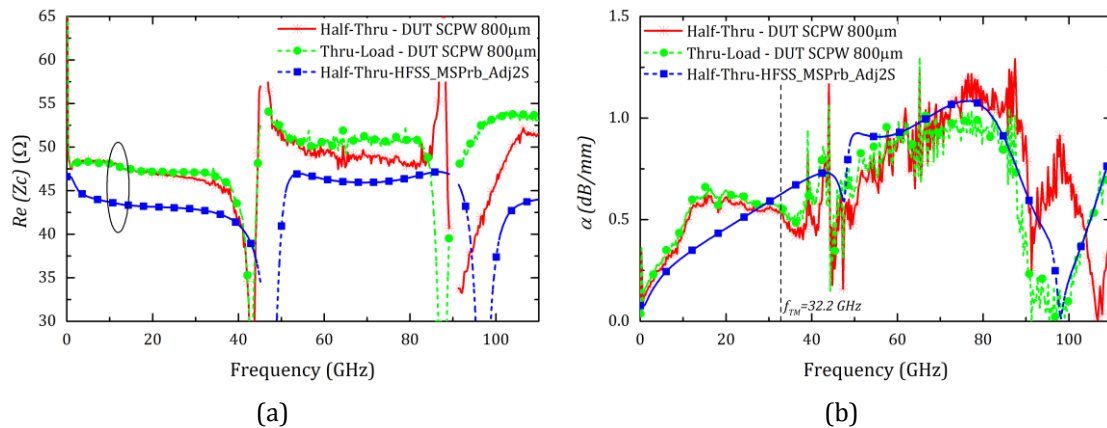 Half-Thru - DUT SCPW 800μm
Thru-Load - DUT SCPW 800μm
Half-Thru-HFSS_MSPrb_Adj2S
Re (Zc) (Ω)
65
60
55
50
45
40
35
30
0 20 40 60 80 100
Frequency (GHz)
(a)
Half-Thru - DUT SCPW 800μm
Thru-Load - DUT SCPW 800μm
Half-Thru-HFSS_MSPrb_Adj2S
α (dB/mm)
1.5
1.0
0.5
0.0
f_TM=32.2 GHz
0 20 40 60 80 100
Frequency (GHz)
(b)